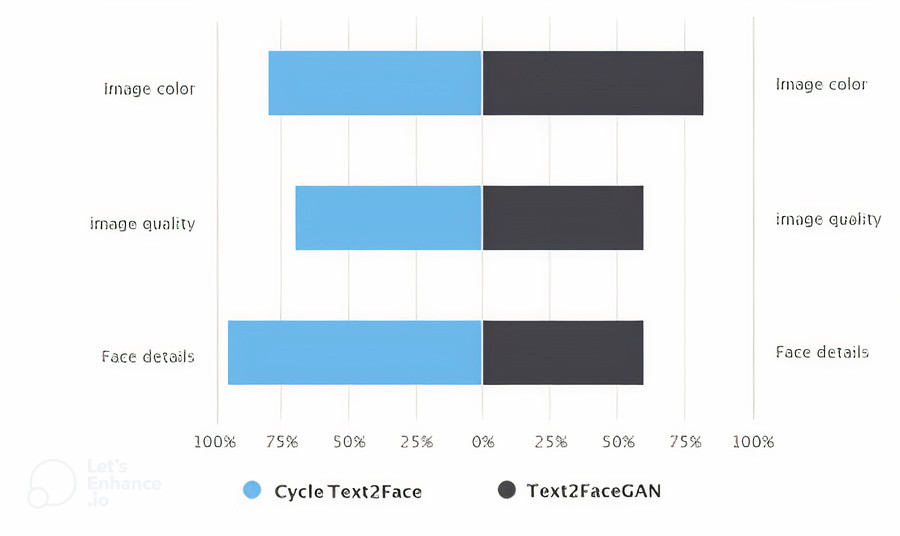 Image color
Image color
image quality
image quality
Face details
Face details
100% 75% 50% 25% 0% 25% 50% 75% 100%
Cycle Text2Face
Text2FaceGAN
Let's
Enhance
.io